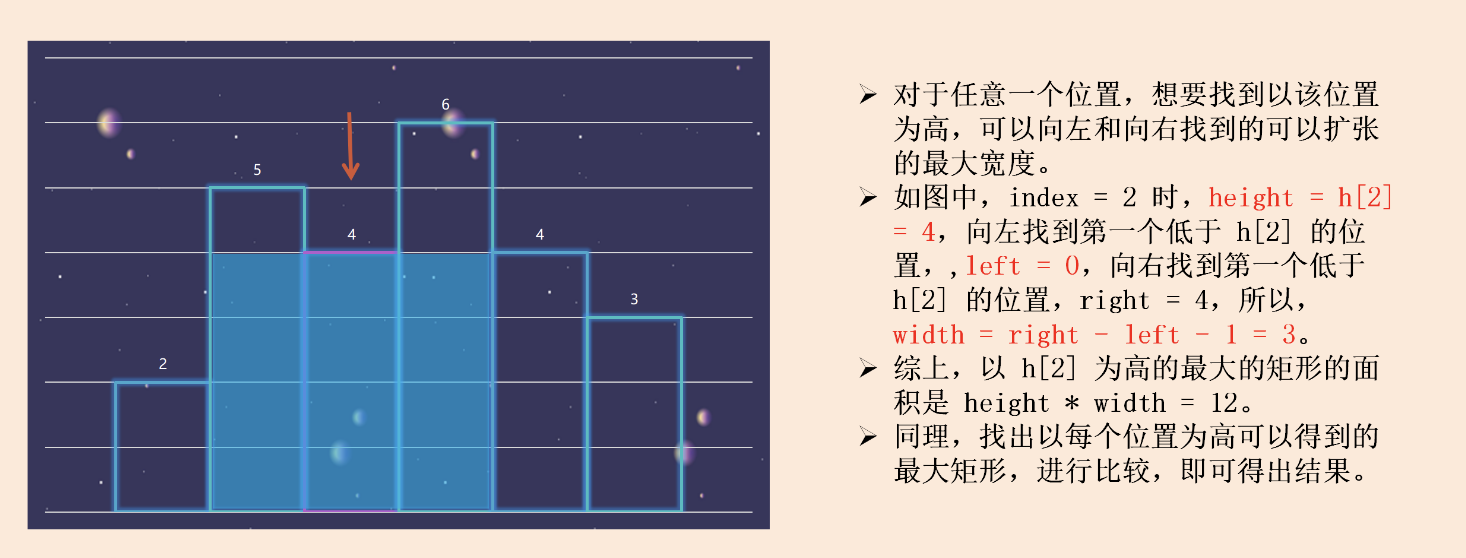 6
5
4
4
3
2
➢ 对于任意一个位置，想要找到以该位置
为高，可以向左和向右找到的可以扩张
的最大宽度。
➢ 如图中，index = 2 时，height = h[2]
= 4，向左找到第一个低于 h[2] 的位
置，,left = 0，向右找到第一个低于
h[2] 的位置，right = 4，所以，
width = right - left - 1 = 3。
➢ 综上，以 h[2] 为高的最大的矩形的面
积是 height * width = 12。
➢ 同理，找出以每个位置为高可以得到的
最大矩形，进行比较，即可得出结果。